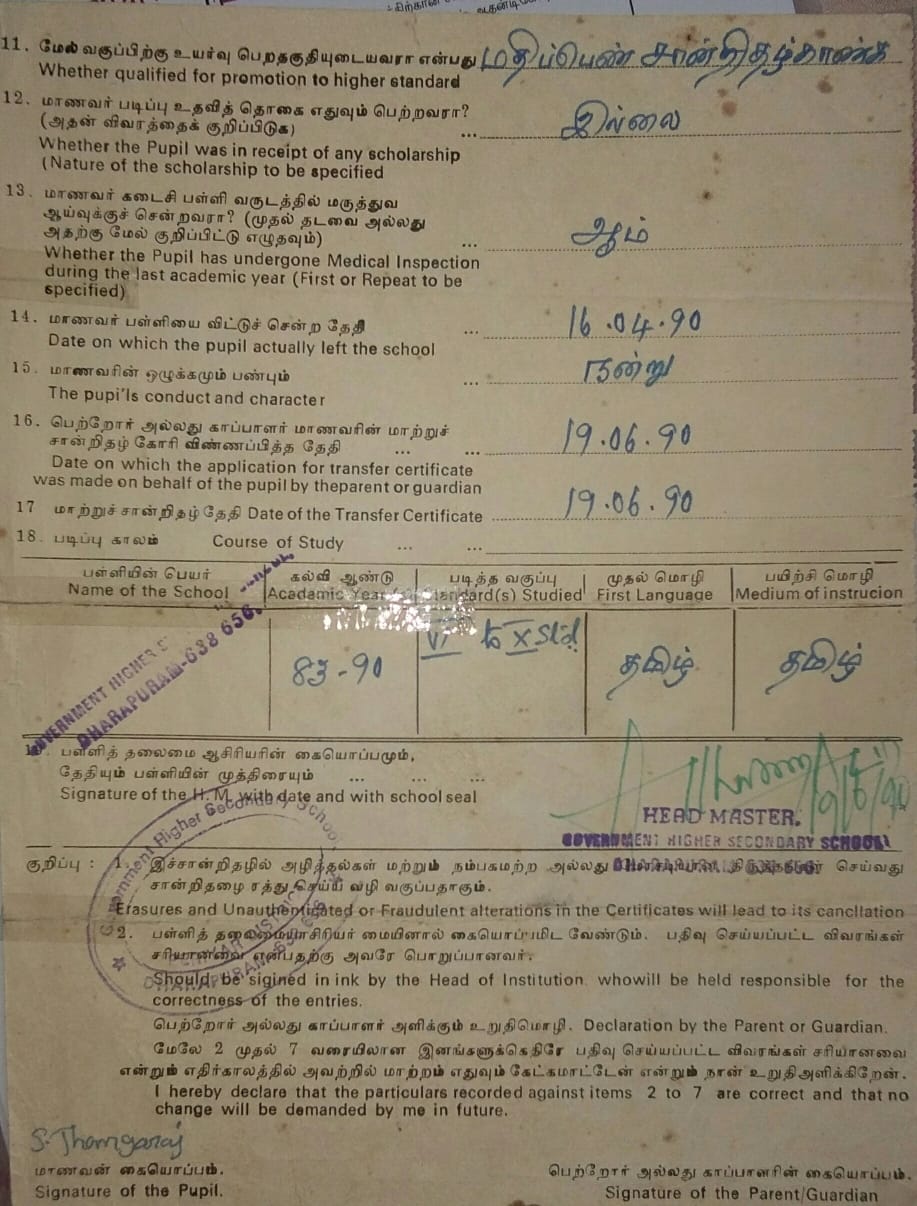 11. மேல் வகுப்பிற்கு உயர்வு பெறதகுதியுடையவரா என்பது மதிப்பெண் சான்றிதழ்காண்க
Whether qualified for promotion to higher standard
12. மாணவர் படிப்பு உதவித் தொகை எதுவும் பெற்றவரா?
(அதன் விவரத்தைக் குறிப்பிடுக) ... இல்லை
Whether the Pupil was in receipt of any scholarship
(Nature of the scholarship to be specified
13. மாணவர் கடைசி பள்ளி வருடத்தில் மருத்துவ
ஆய்வுக்குச் சென்றவரா? (முதல் தடவை அல்லது
அதற்கு மேல் குறிப்பிட்டு எழுதவும்) ... ஆம்
Whether the Pupil has undergone Medical Inspection
during the last academic year (First or Repeat to be
specified)
14. மாணவர் பள்ளியை விட்டுச் சென்ற தேதி ... 16.04.90
Date on which the pupil actually left the school
15. மாணவரின் ஒழுக்கமும் பண்பும் ... நன்று
The pupi'ls conduct and character
16. பெற்றோர் அல்லது காப்பாளர் மாணவரின் மாற்றுச்
சான்றிதழ் கோரி விண்ணப்பித்த தேதி ... ... 19.06.90
Date on which the application for transfer certificate
was made on behalf of the pupil by theparent or guardian
17 மாற்றுச் சான்றிதழ் தேதி Date of the Transfer Certificate 19.06.90
18. படிப்பு காலம் Course of Study ... ...
பள்ளியின் பெயர் கல்வி ஆண்டு படித்த வகுப்பு முதல் மொழி பயிற்சி மொழி
Name of the School Acadamic Year Standard(s) Studied First Language Medium of instrucion
GOVERNMENT HIGHER
DHARAPURAM-638 656.
83-90 VI to X Std தமிழ் தமிழ்
19. பள்ளித் தலைமை ஆசிரியரின் கையொப்பமும்,
தேதியும் பள்ளியின் முத்திரையும் ... ... ...
Signature of the H. M. with date and with school seal
19/6/90
HEAD MASTER.
GOVERNMENT HIGHER SECONDARY SCHOOL
Government Higher Secondary School
குறிப்பு : 1. இச்சான்றிதழில் அழித்தல்கள் மற்றும் நம்பகமற்ற அல்லது செய்வது
சான்றிதழை ரத்து செய்ய வழி வகுப்பதாகும்.
Erasures and Unauthenticated or Fraudulent alterations in the Certificates will lead to its cancllation
2. பள்ளித் தலைமையாசிரியர் மையினால் கையொப்பமிட வேண்டும். பதிவு செய்யப்பட்ட விவரங்கள்
சரியானவை என்பதற்கு அவரே பொறுப்பானவர்.
Should be sigined in ink by the Head of Institution whowill be held responsible for the
correctness of the entries.
பெற்றோர் அல்லது காப்பாளர் அளிக்கும் உறுதிமொழி. Declaration by the Parent or Guardian.
மேலே 2 முதல் 7 வரையிலான இனங்களுக்கெதிரே பதிவு செய்யப்பட்ட விவரங்கள் சரியானவை
என்றும் எதிர்காலத்தில் அவற்றில் மாற்றம் எதுவும் கேட்கமாட்டேன் என்றும் நான் உறுதிஅளிக்கிறேன்.
I hereby declare that the particulars recorded against items 2 to 7 are correct and that no
change will be demanded by me in future.
S. Thangaraj
மாணவன் கையொப்பம். பெற்றோர் அல்லது காப்பாளரின் கையொப்பம்.
Signature of the Pupil. Signature of the Parent/Guardian